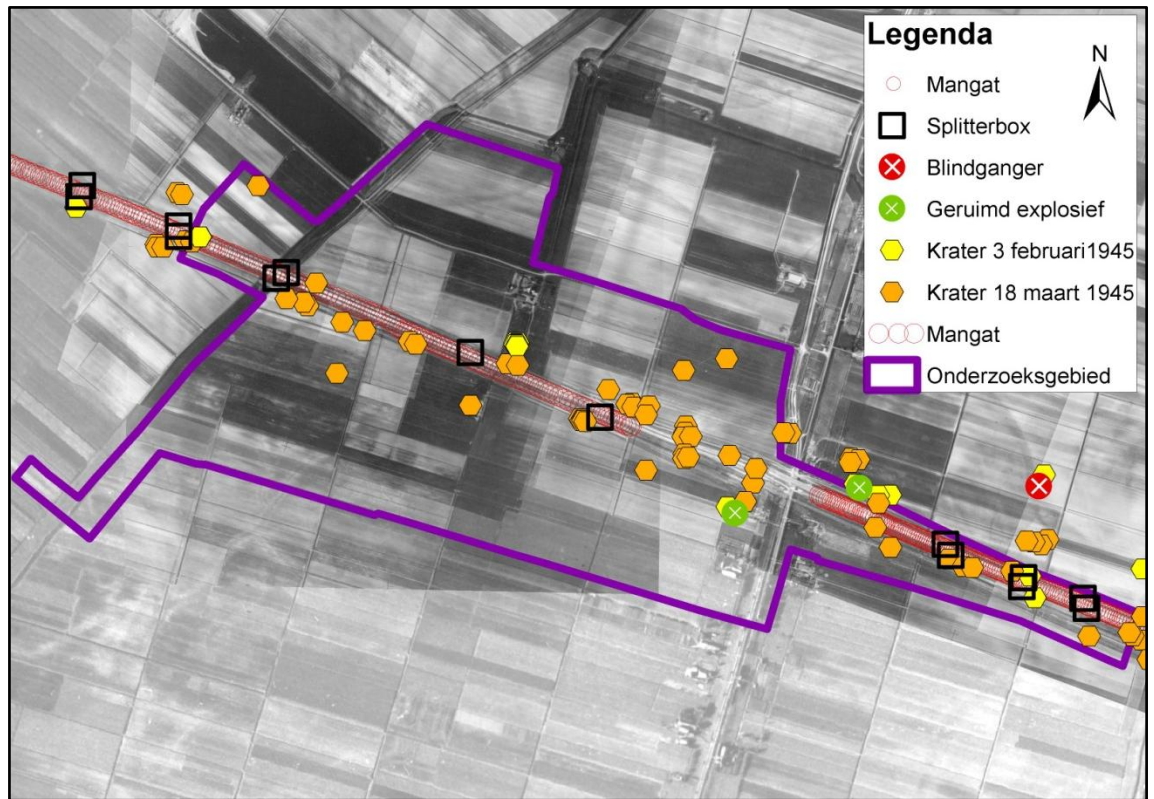 Legenda
N
Mangat
Splitterbox
Blindganger
Geruimd explosief
Krater 3 februari1945
Krater 18 maart 1945
Mangat
Onderzoeksgebied